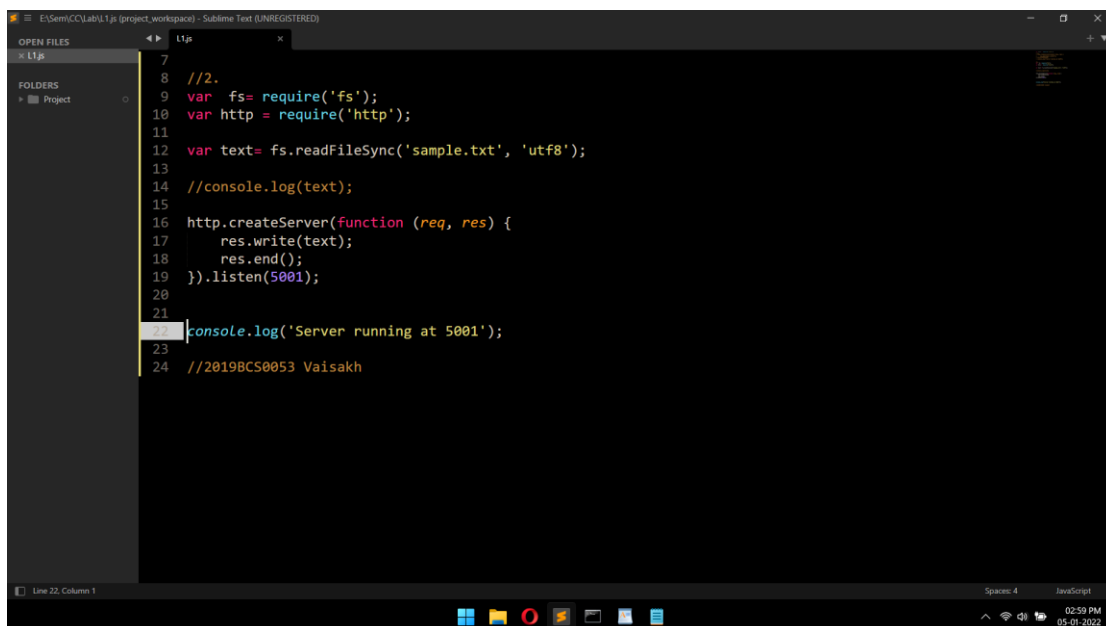 E:\Sem\CC\Lab\L1.js (project_workspace) - Sublime Text (UNREGISTERED)
OPEN FILES
× L1.js
FOLDERS
Project
L1.js ×
7
8 //2.
9 var  fs= require('fs');
10 var http = require('http');
11
12 var text= fs.readFileSync('sample.txt', 'utf8');
13
14 //console.log(text);
15
16 http.createServer(function (req, res) {
17     res.write(text);
18     res.end();
19 }).listen(5001);
20
21
22 console.log('Server running at 5001');
23
24 //2019BCS0053 Vaisakh
Line 22, Column 1
Spaces: 4
JavaScript
02:59 PM
05-01-2022